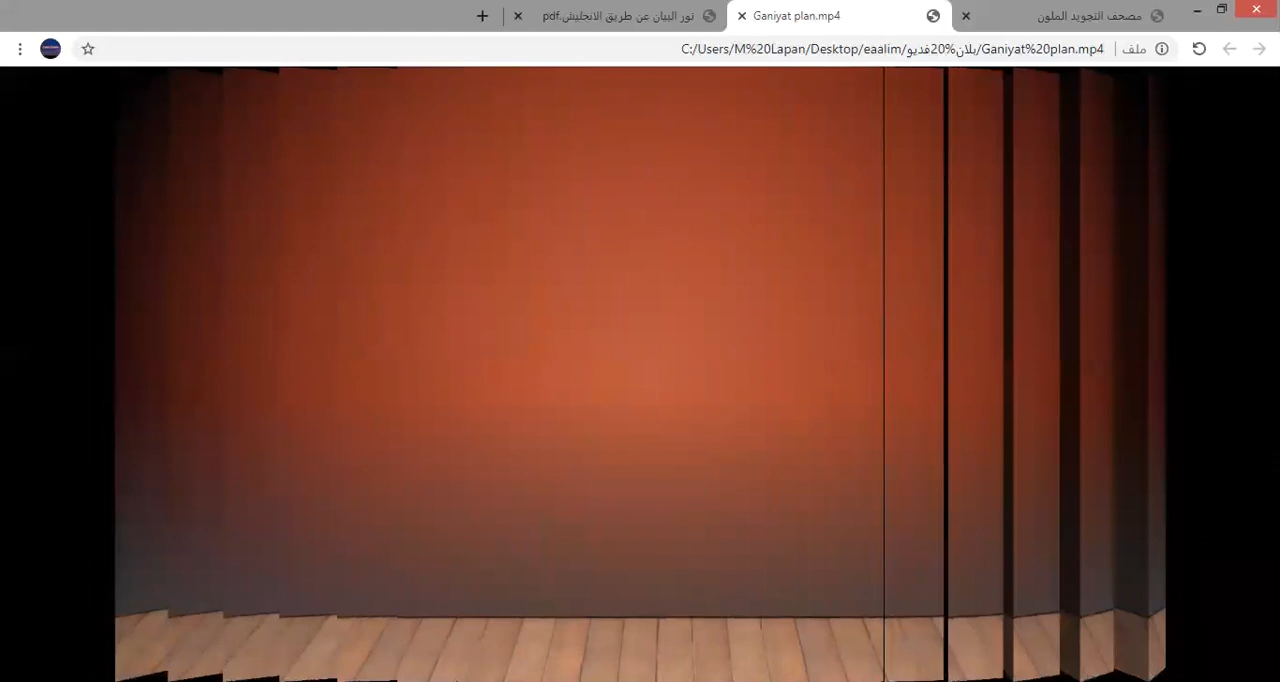 مصحف التجويد الملون
Ganiyat plan.mp4
نور البيان عن طريق الانجليش.pdf
ملف
C:/Users/M%20Lapan/Desktop/eaalim/بلان%20فديو/Ganiyat%20plan.mp4